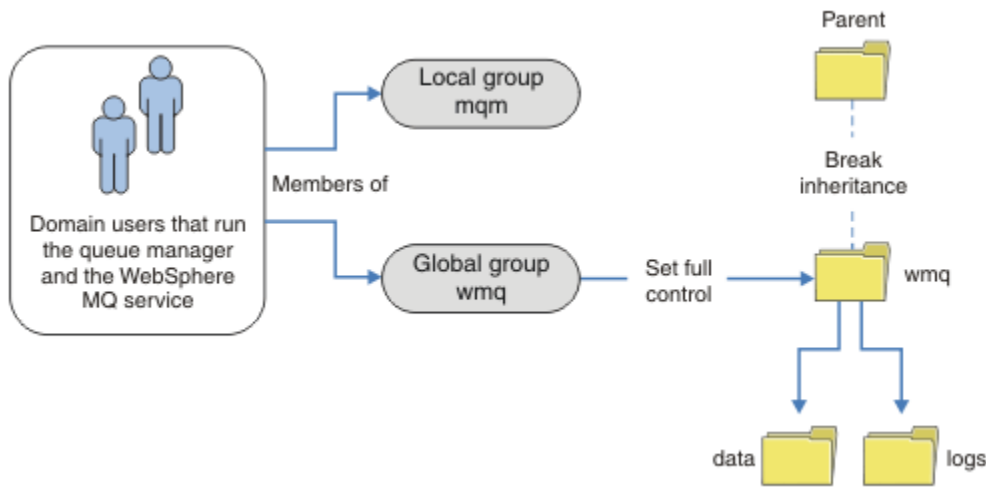 Parent
Local group
mqm
Break
inheritance
Members of
Domain users that run
the queue manager
and the WebSphere
MQ service
Global group
wmq
Set full
control
wmq
data
logs